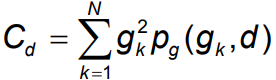 C_d = \sum_{k=1}^{N} g_k^2 p_g (g_k, d)